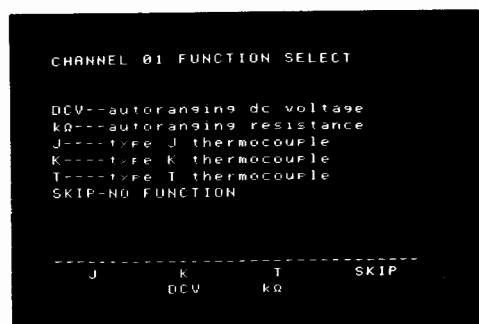 CHANNEL 01 FUNCTION SELECT
DCV--autoranging dc voltage
kΩ---autoranging resistance
J----type J thermocouple
K----type K thermocouple
T----type T thermocouple
SKIP-NO FUNCTION
------------------------------------
J K T SKIP
DCV kΩ